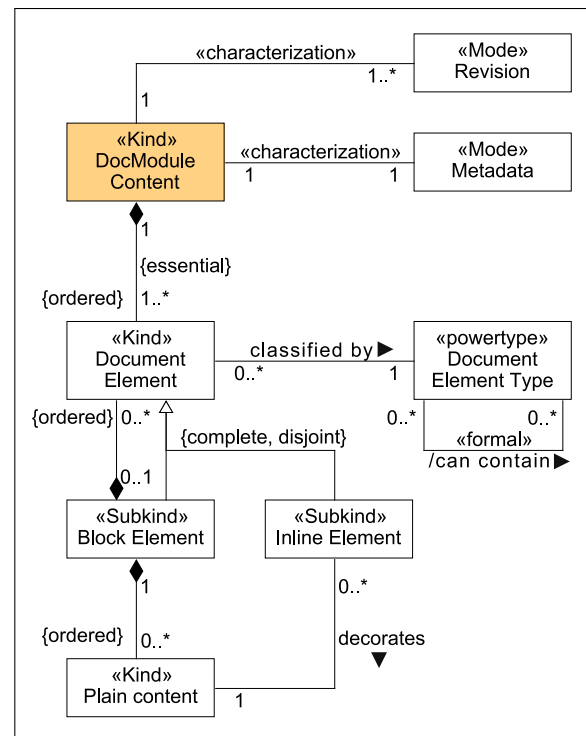 «characterization»
1..*
1
«Mode»
Revision
«Kind»
DocModule
Content
«characterization»
1
1
«Mode»
Metadata
1
{essential}
{ordered}
1..*
«Kind»
Document
Element
classified by ▶
0..*
1
«powertype»
Document
Element Type
{ordered}
0..*
{complete, disjoint}
0..1
0..*
0..*
«formal»
/can contain ▶
«Subkind»
Block Element
«Subkind»
Inline Element
1
0..*
{ordered}
0..*
decorates
▼
«Kind»
Plain content
1